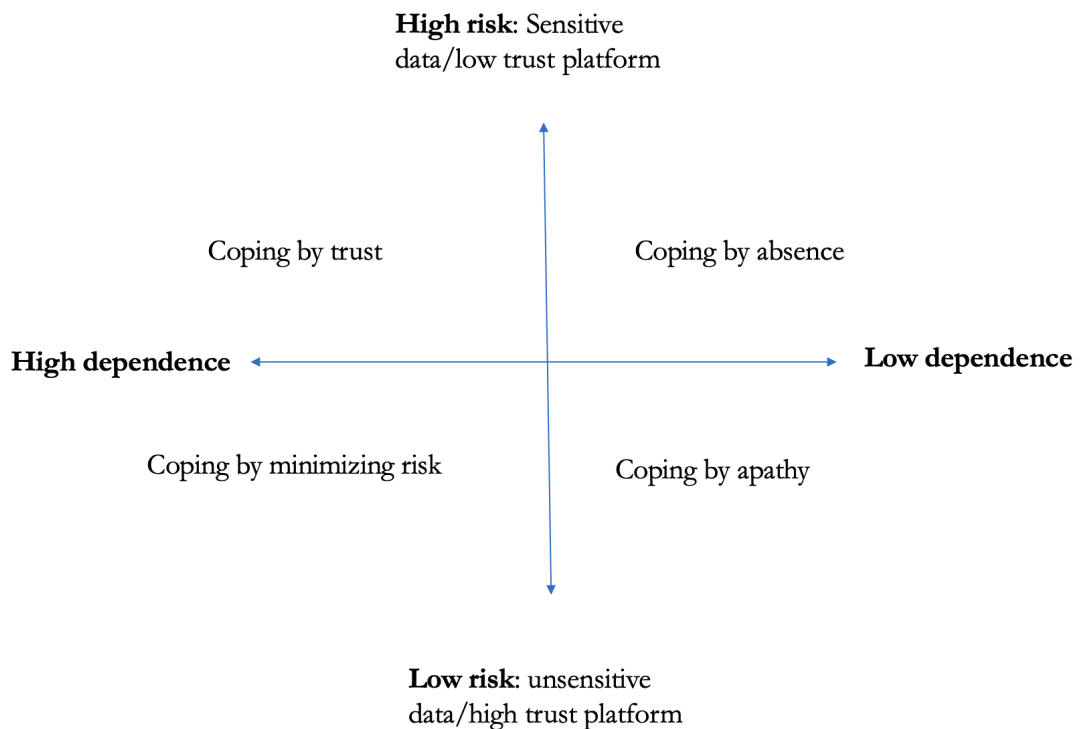 High risk: Sensitive
data/low trust platform
Coping by trust
Coping by absence
High dependence
Low dependence
Coping by minimizing risk
Coping by apathy
Low risk: unsensitive
data/high trust platform